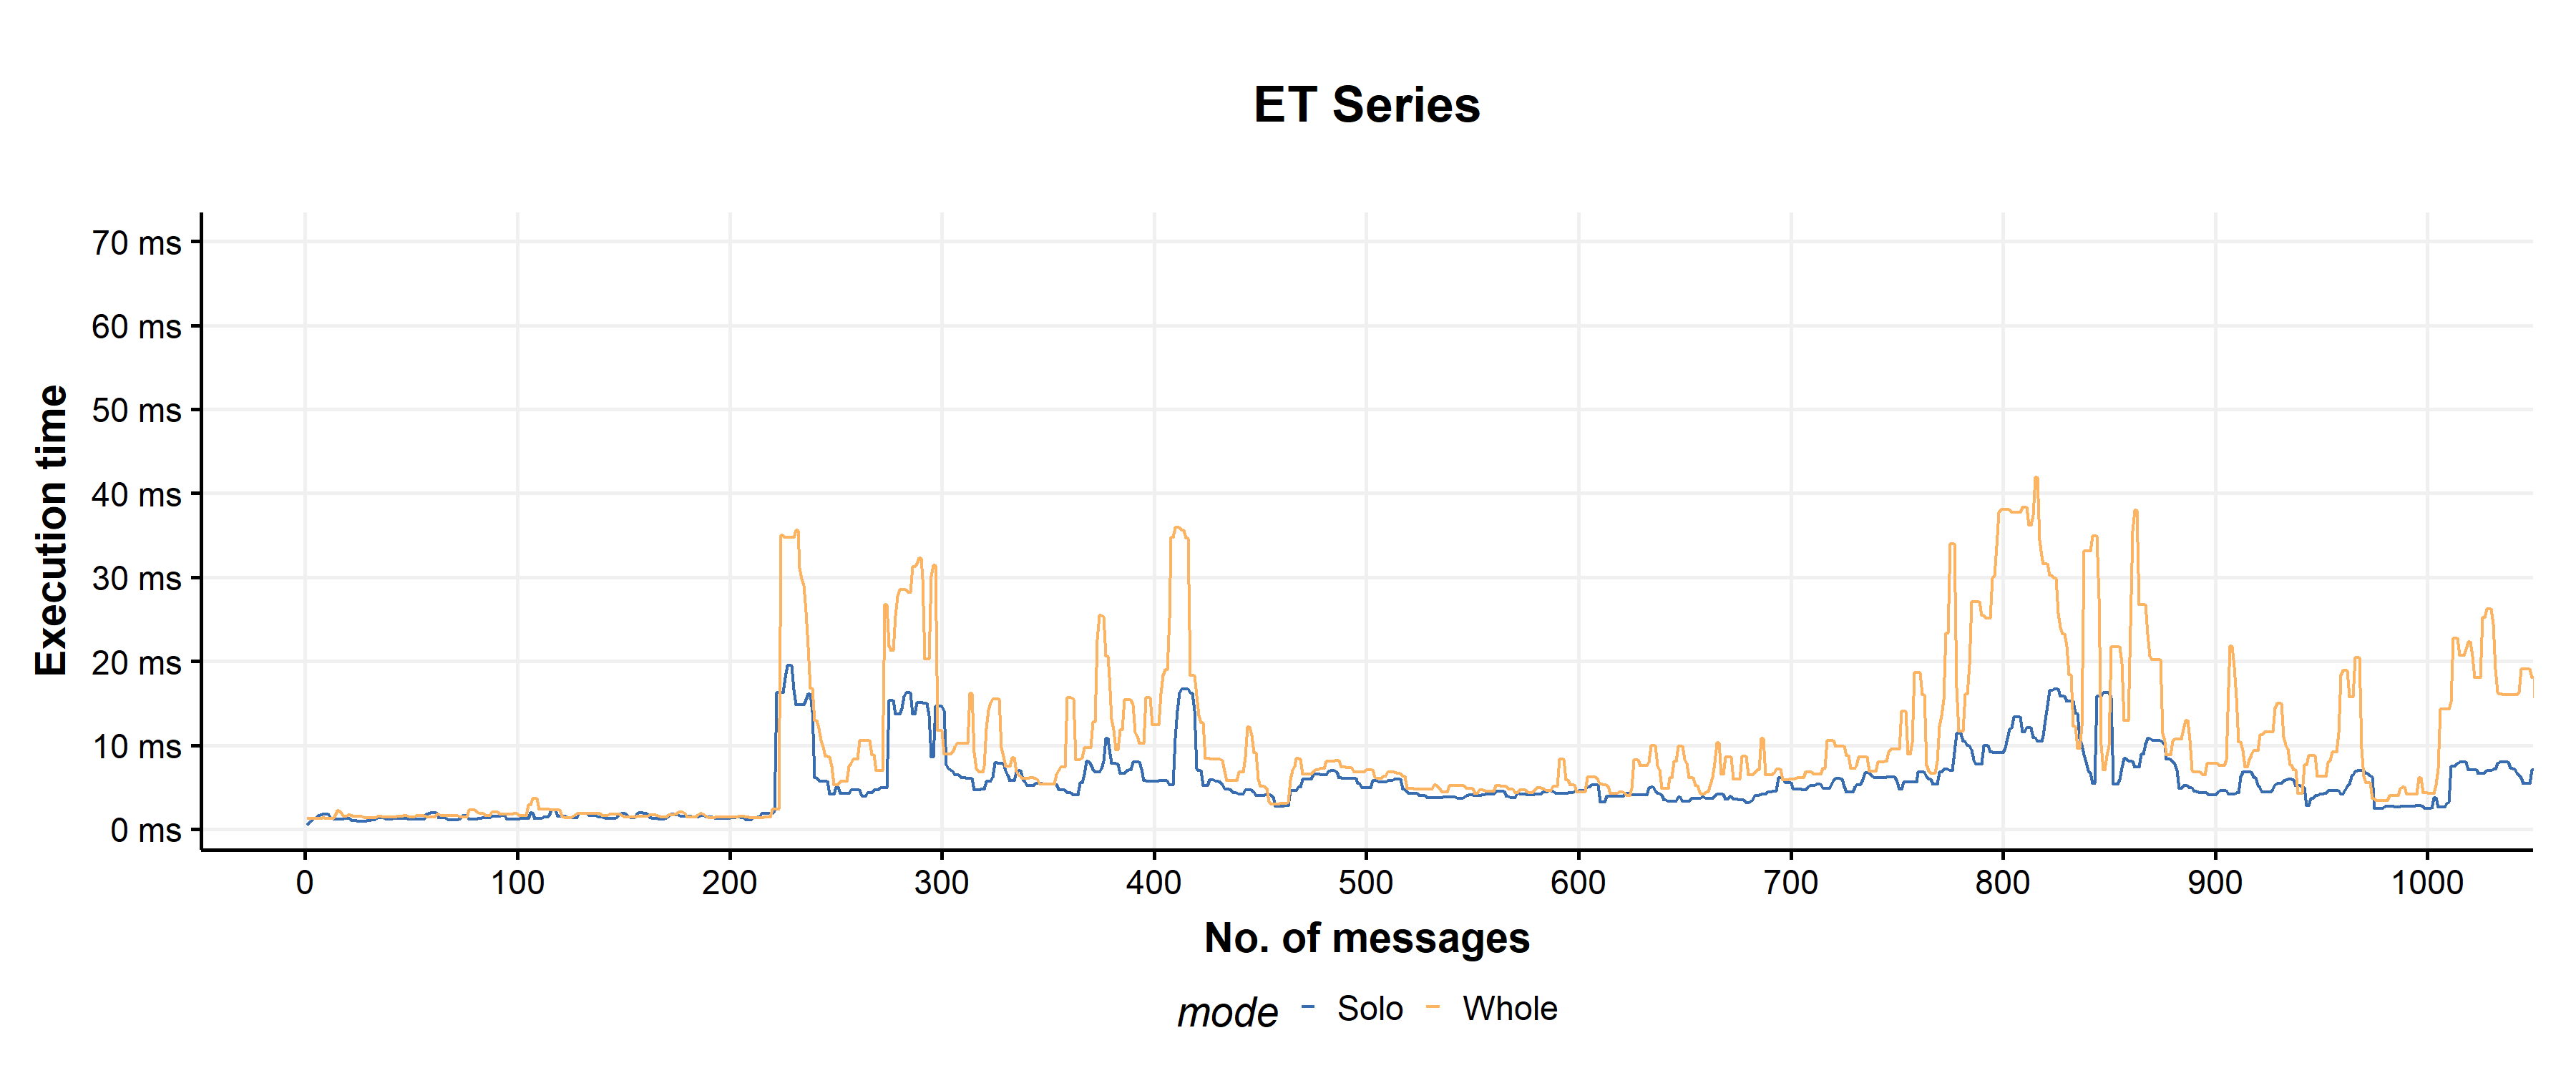 ET Series
Execution time
70 ms
60 ms
50 ms
40 ms
30 ms
20 ms
10 ms
0 ms
0 100 200 300 400 500 600 700 800 900 1000
No. of messages
mode Solo Whole